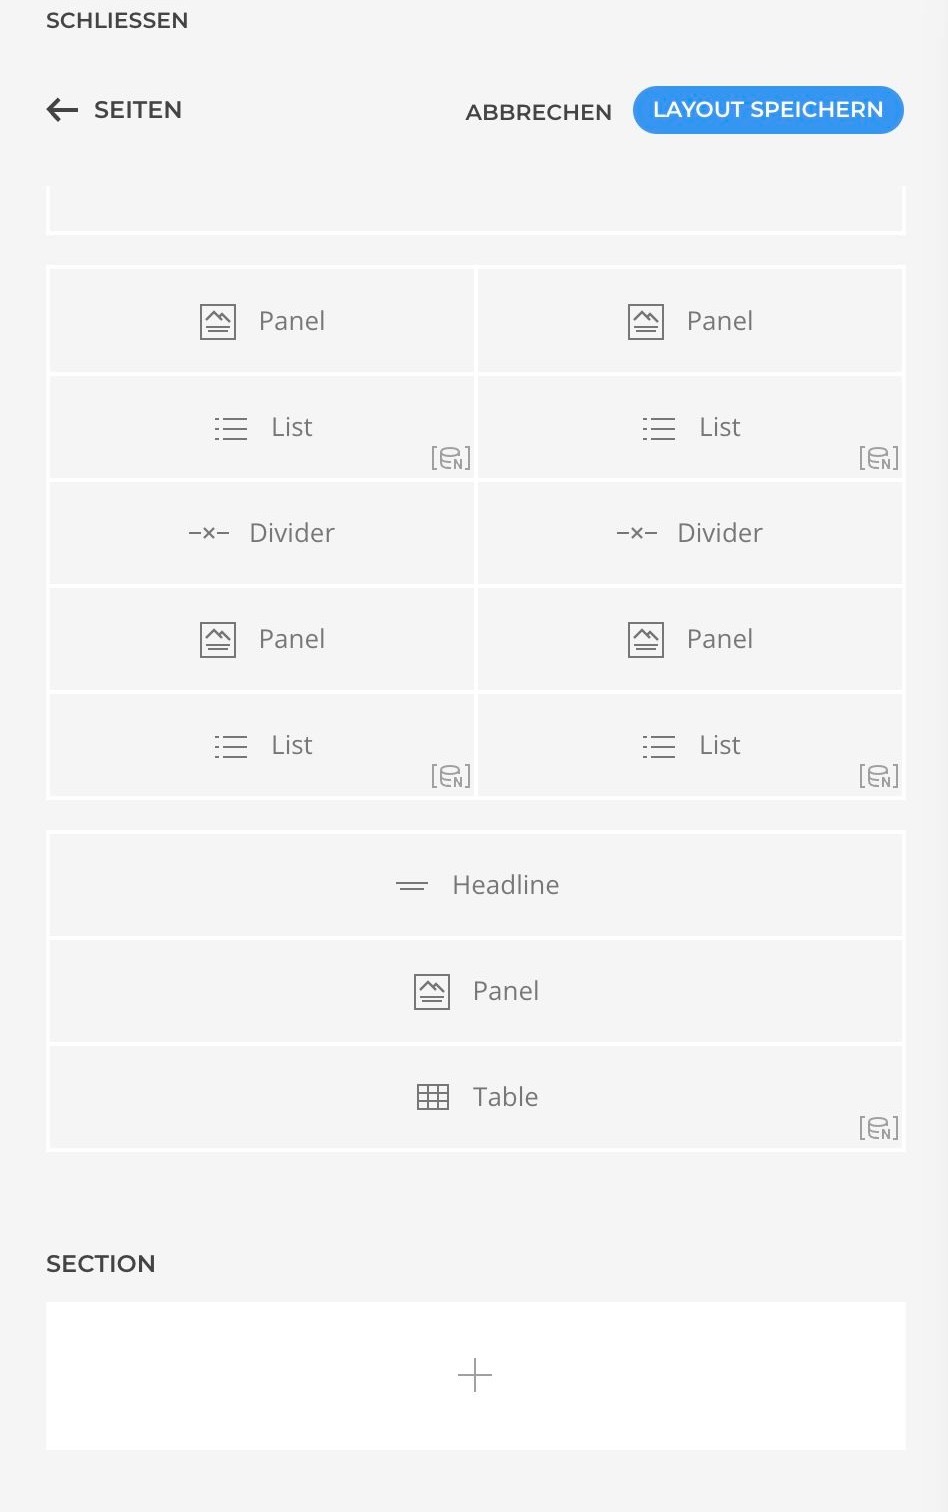 SCHLIESSEN
SEITEN ABBRECHEN LAYOUT SPEICHERN
Panel Panel
List List
[N] [N]
Divider Divider
Panel Panel
List List
[N] [N]
Headline
Panel
Table
[N]
SECTION